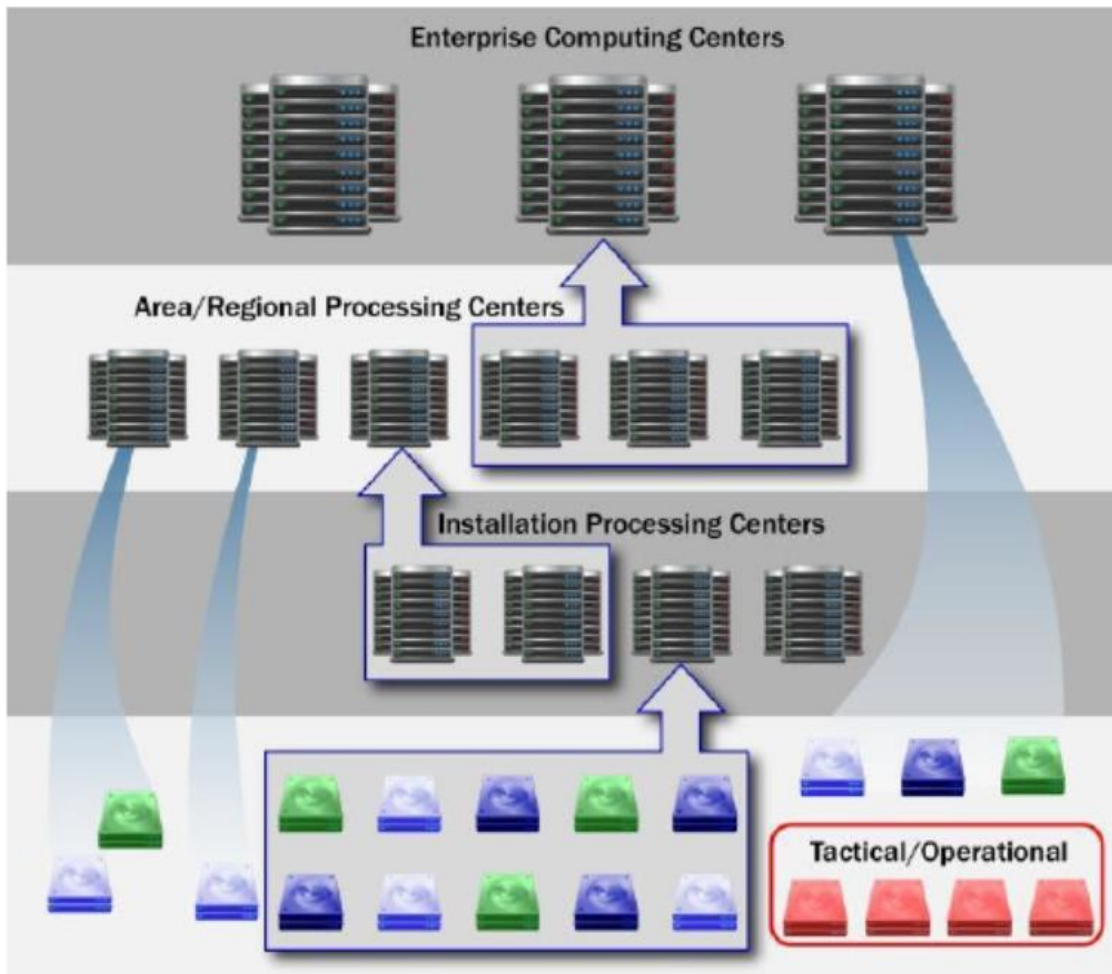 Enterprise Computing Centers
Area/Regional Processing Centers
Installation Processing Centers
Tactical/Operational